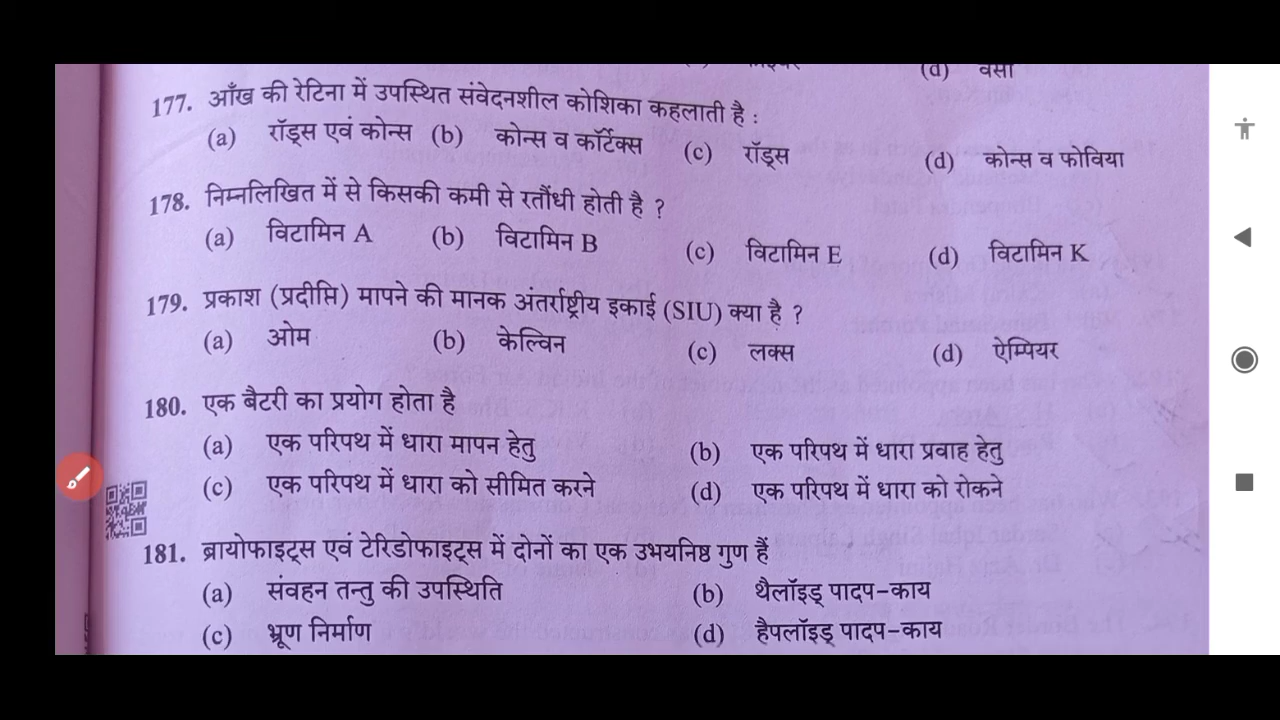 (d) वसा
177. आँख की रेटिना में उपस्थित संवेदनशील कोशिका कहलाती है :
(a) रॉड्स एवं कोन्स (b) कोन्स व कॉर्टेक्स (c) रॉड्स (d) कोन्स व फोविया
178. निम्नलिखित में से किसकी कमी से रतौंधी होती है ?
(a) विटामिन A (b) विटामिन B (c) विटामिन E (d) विटामिन K
179. प्रकाश (प्रदीप्ति) मापने की मानक अंतर्राष्ट्रीय इकाई (SIU) क्या है ?
(a) ओम (b) केल्विन (c) लक्स (d) ऐम्पियर
180. एक बैटरी का प्रयोग होता है
(a) एक परिपथ में धारा मापन हेतु (b) एक परिपथ में धारा प्रवाह हेतु
(c) एक परिपथ में धारा को सीमित करने (d) एक परिपथ में धारा को रोकने
181. ब्रायोफाइट्स एवं टेरिडोफाइट्स में दोनों का एक उभयनिष्ठ गुण हैं
(a) संवहन तन्तु की उपस्थिति (b) थैलॉइड् पादप-काय
(c) भ्रूण निर्माण (d) हैपलॉइड् पादप-काय